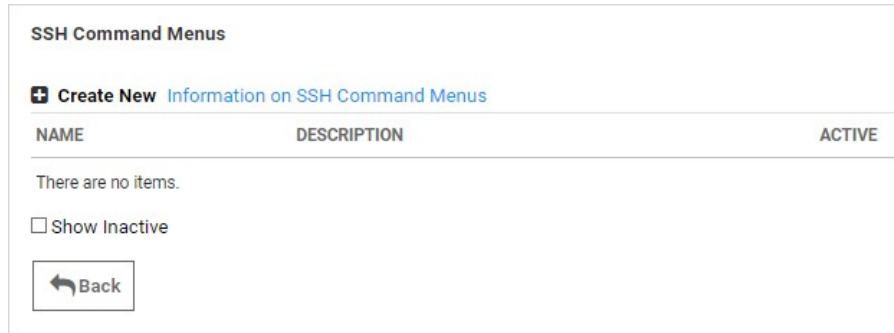 SSH Command Menus
Create New Information on SSH Command Menus
NAME DESCRIPTION ACTIVE
There are no items.
Show Inactive
Back